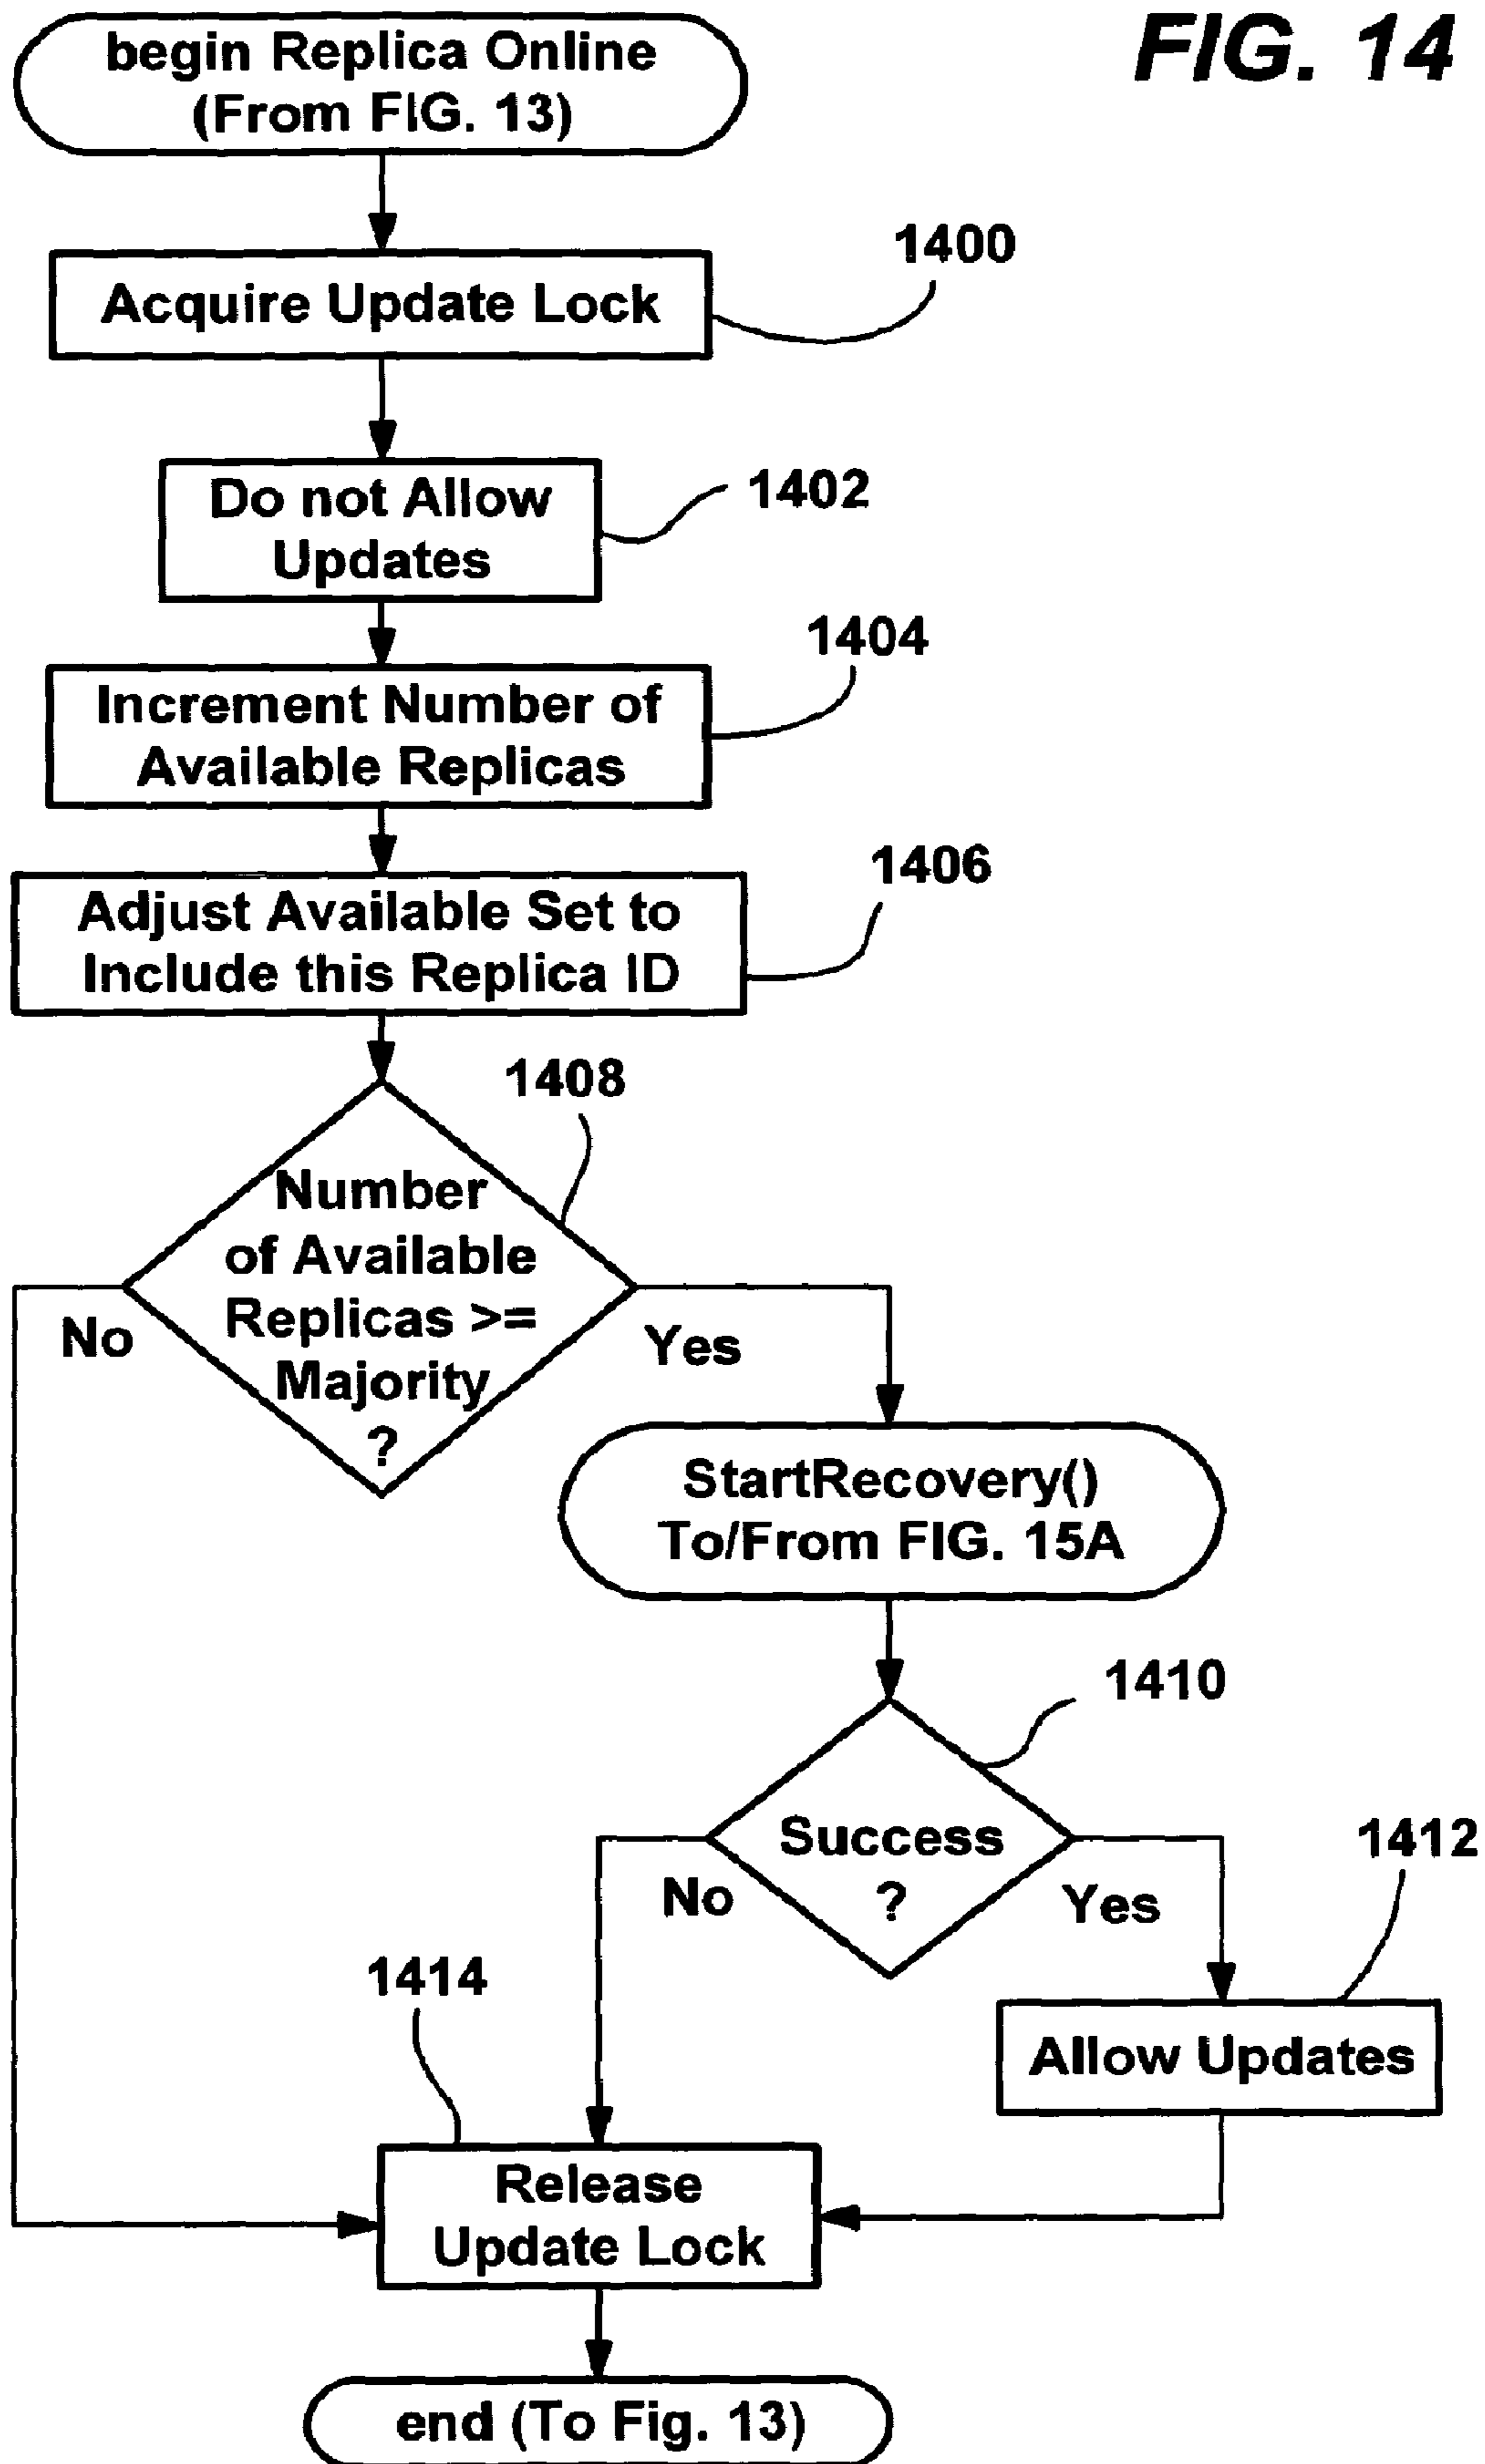 FIG. 14
begin Replica Online
(From FIG. 13)
1400
Acquire Update Lock
1402
Do not Allow
Updates
1404
Increment Number of
Available Replicas
1406
Adjust Available Set to
Include this Replica ID
1408
Number
of Available
Replicas >=
Majority
?
No
Yes
StartRecovery()
To/From FIG. 15A
1410
Success
?
No
Yes
1412
Allow Updates
1414
Release
Update Lock
end (To Fig. 13)